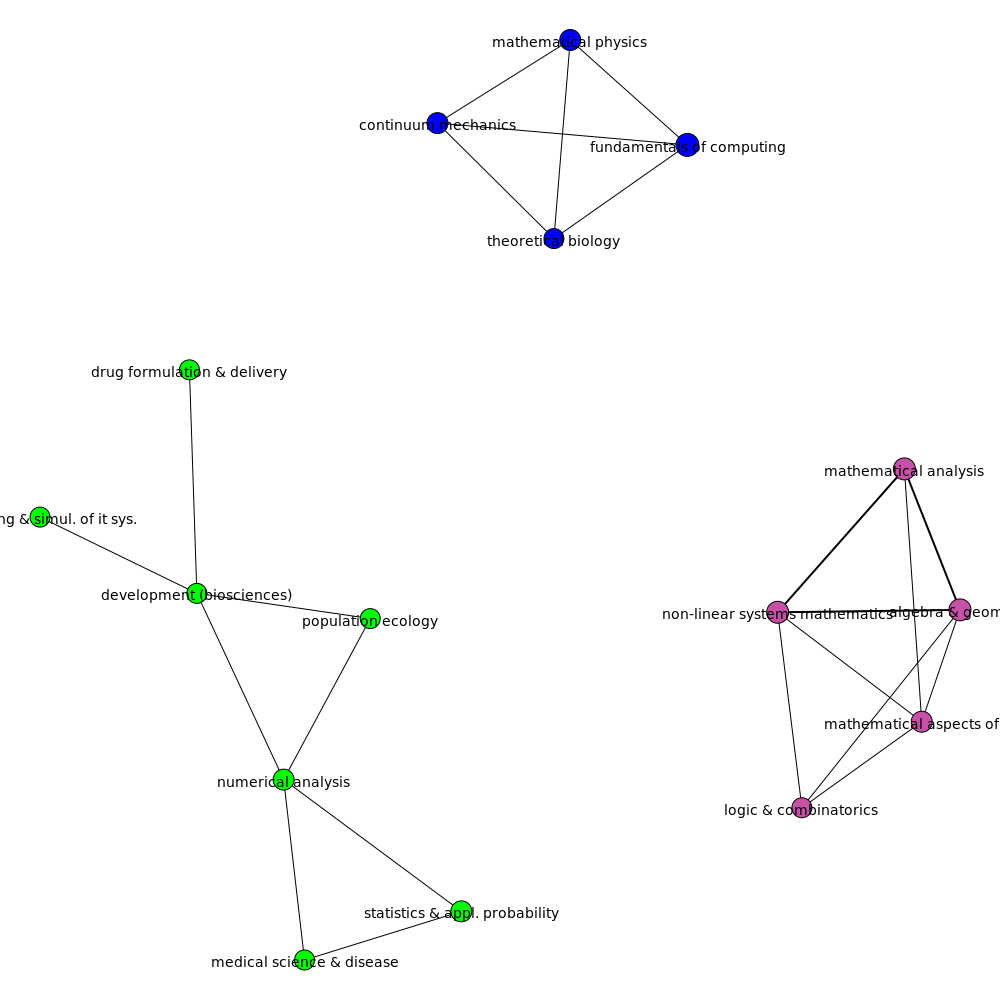 mathematical physics
continuum mechanics
fundamentals of computing
theoretical biology
drug formulation & delivery
mathematical analysis
& simul. of it sys.
development (biosciences)
population ecology
non-linear systems mathematics
algebra &
mathematical aspects of
numerical analysis
logic & combinatorics
statistics & appl. probability
medical science & disease